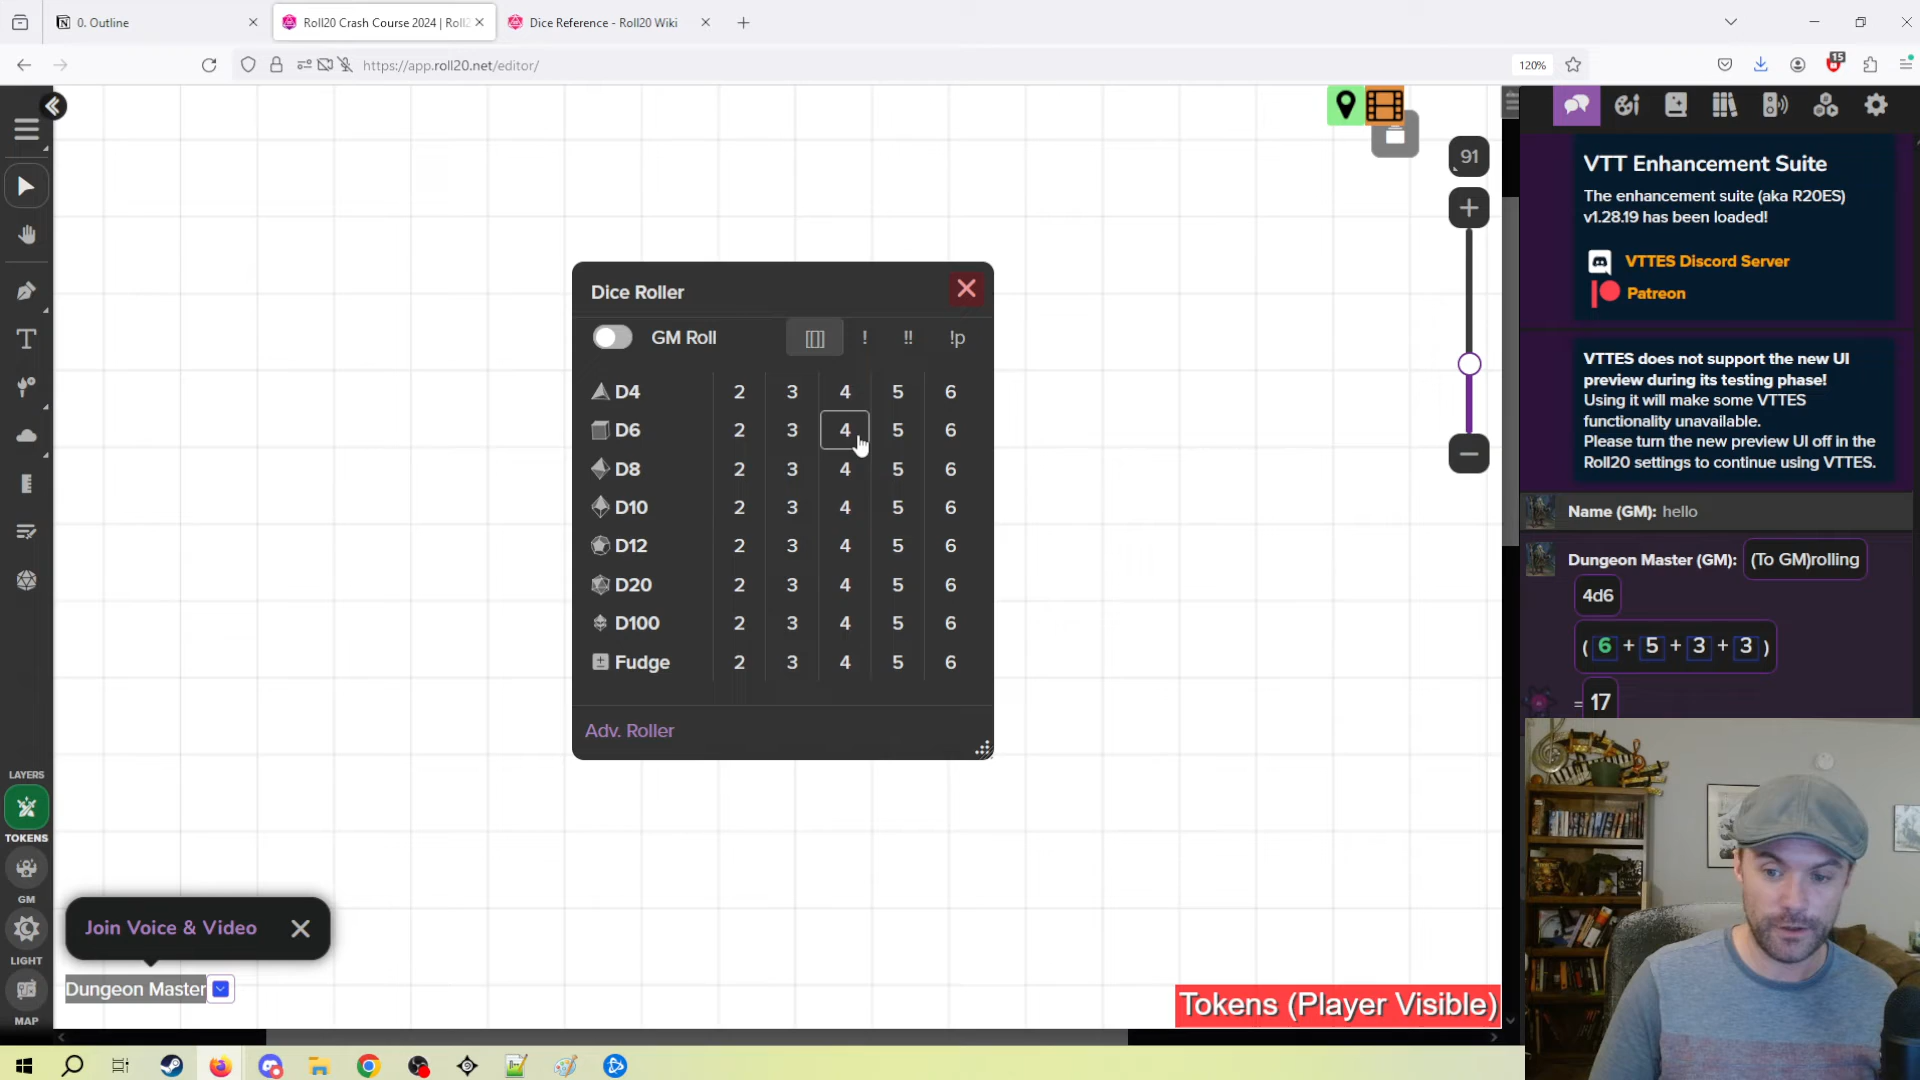 0. Outline
Roll20 Crash Course 2024 | Roll2
Dice Reference - Roll20 Wiki
https://app.roll20.net/editor/
120%
15
91
VTT Enhancement Suite
The enhancement suite (aka R20ES)
v1.28.19 has been loaded!
VTTES Discord Server
Patreon
VTTES does not support the new UI
preview during its testing phase!
Using it will make some VTTES
functionality unavailable.
Please turn the new preview UI off in the
Roll20 settings to continue using VTTES.
Name (GM): hello
Dungeon Master (GM): (To GM)rolling
4d6
( 6 + 5 + 3 + 3 )
= 17
Dice Roller
GM Roll [[]] ! !! !p
D4 2 3 4 5 6
D6 2 3 4 5 6
D8 2 3 4 5 6
D10 2 3 4 5 6
D12 2 3 4 5 6
D20 2 3 4 5 6
D100 2 3 4 5 6
Fudge 2 3 4 5 6
Adv. Roller
LAYERS
TOKENS
GM
LIGHT
MAP
Join Voice & Video
Dungeon Master
Tokens (Player Visible)